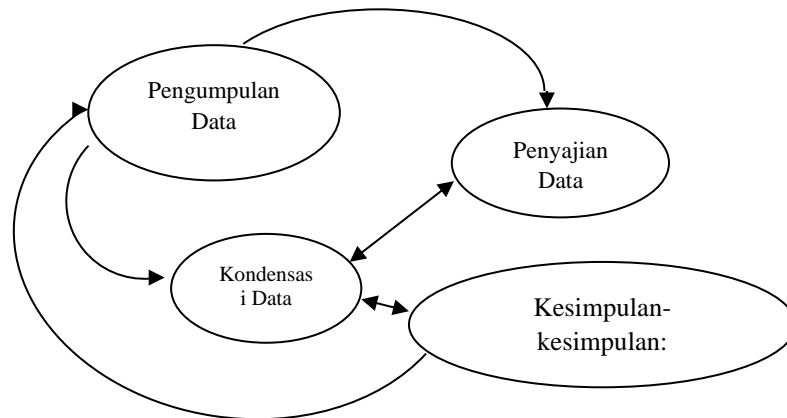 Pengumpulan
Data
Penyajian
Data
Kondensas
i Data
Kesimpulan-
kesimpulan: